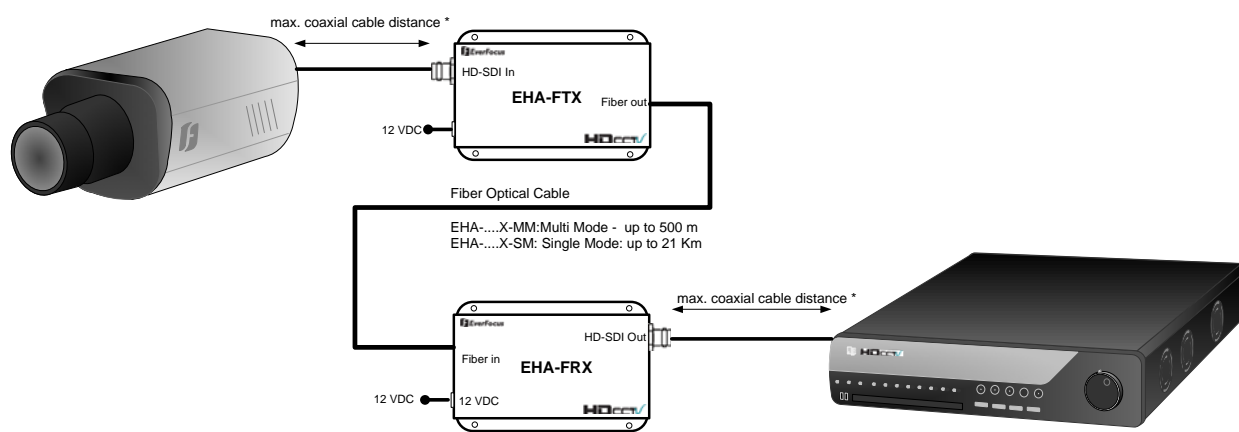 max. coaxial cable distance *
EverFocus
HD-SDI In
EHA-FTX
Fiber out
12 VDC
HDccTV
Fiber Optical Cable
EHA-....X-MM:Multi Mode - up to 500 m
EHA-....X-SM: Single Mode: up to 21 Km
max. coaxial cable distance *
EverFocus
HD-SDI Out
Fiber in
EHA-FRX
12 VDC
12 VDC
HDccTV
HDccTV